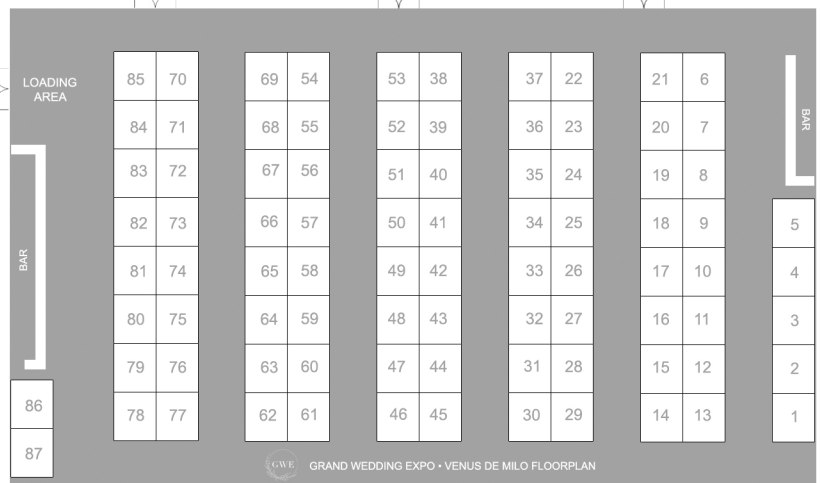 LOADING
AREA
85 70 69 54 53 38 37 22 21 6
84 71 68 55 52 39 36 23 20 7
BAR
83 72 67 56 51 40 35 24 19 8
82 73 66 57 50 41 34 25 18 9 5
BAR
81 74 65 58 49 42 33 26 17 10 4
80 75 64 59 48 43 32 27 16 11 3
79 76 63 60 47 44 31 28 15 12 2
86
78 77 62 61 46 45 30 29 14 13 1
87
GWE
GRAND WEDDING EXPO • VENUS DE MILO FLOORPLAN